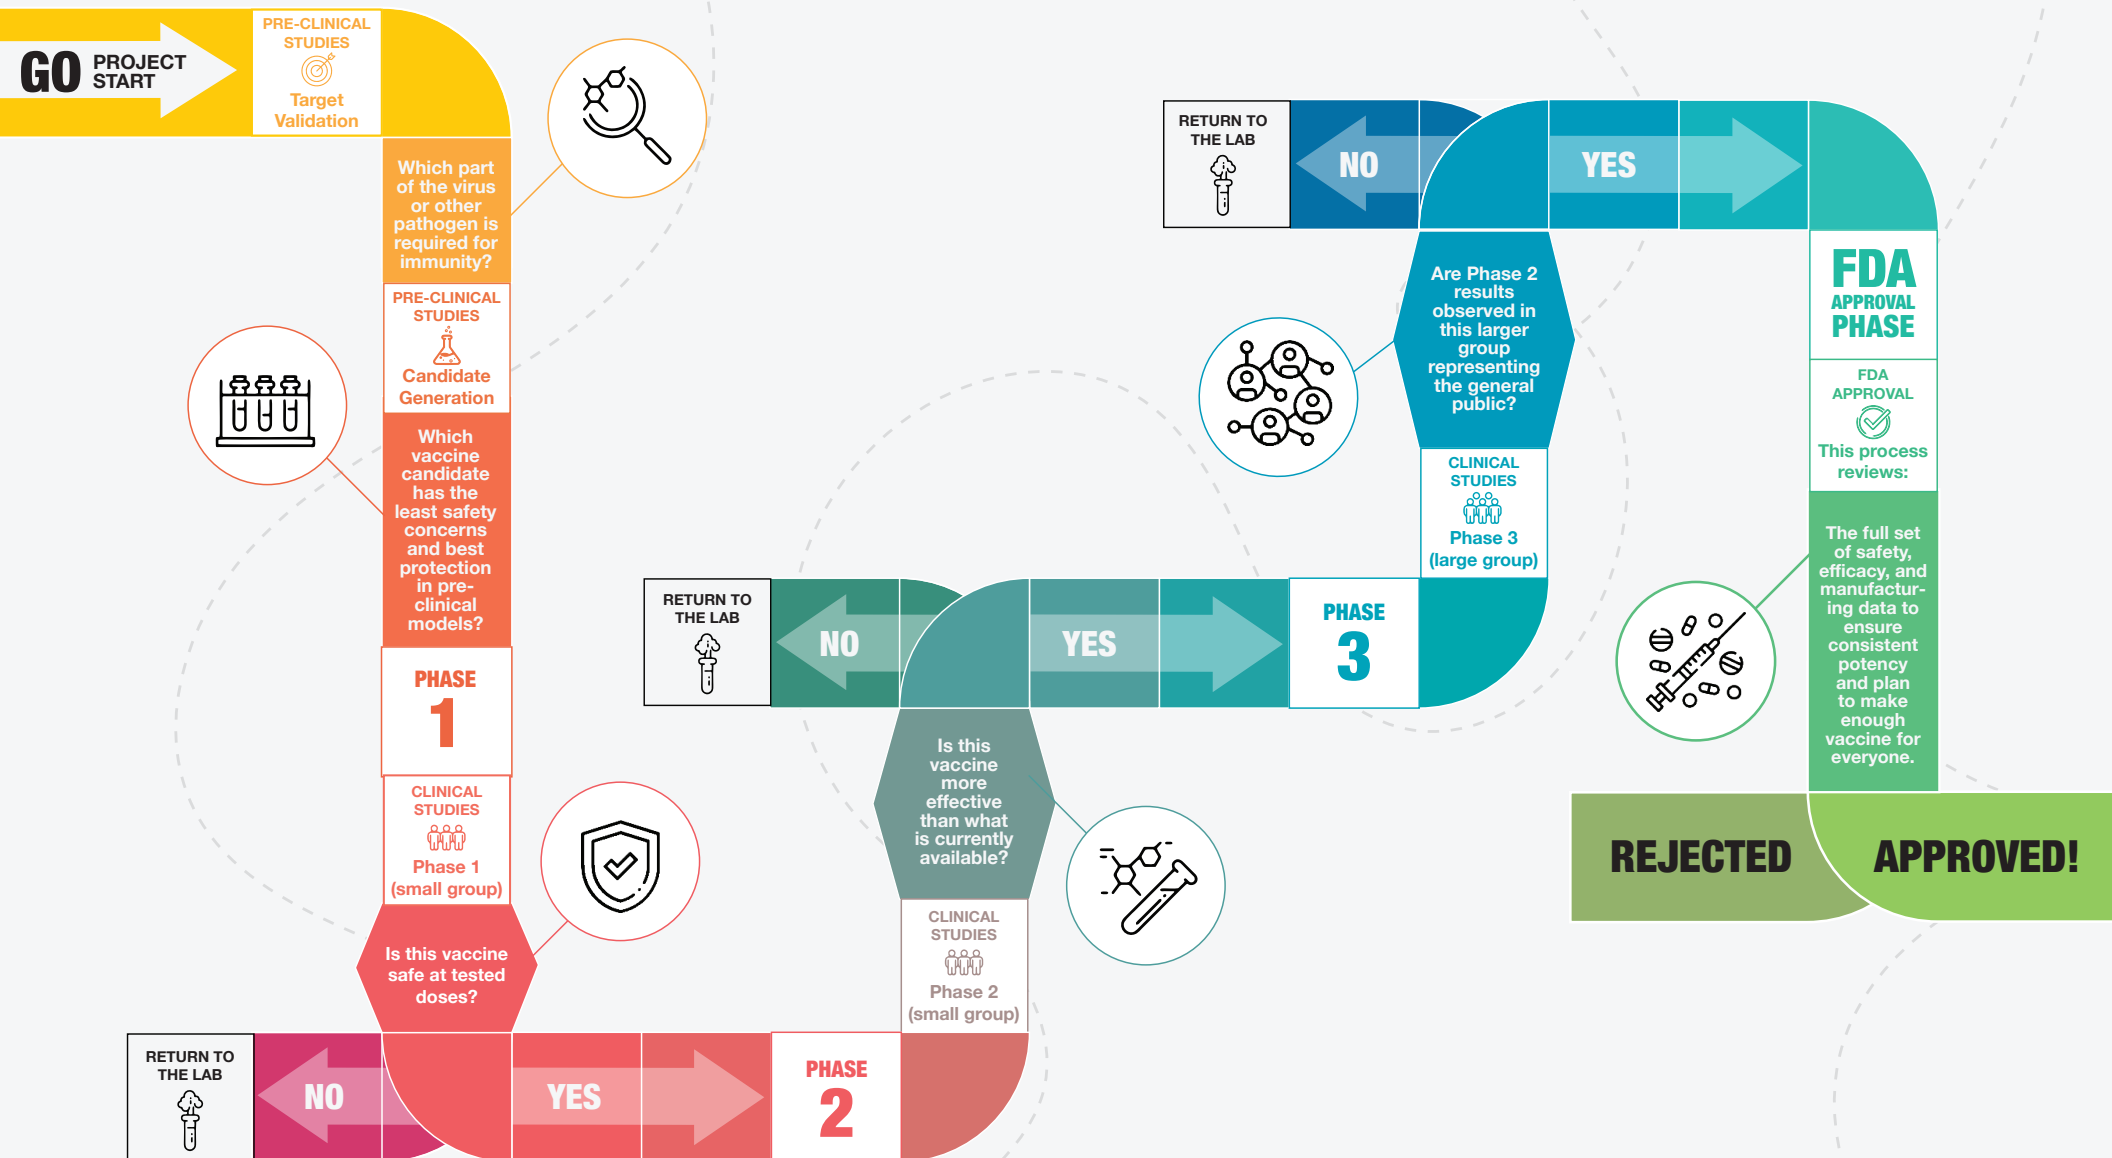 GO PROJECT
START
PRE-CLINICAL
STUDIES
Target
Validation
Which part
of the virus
or other
pathogen is
required for
immunity?
PRE-CLINICAL
STUDIES
Candidate
Generation
Which
vaccine
candidate
has the
least safety
concerns
and best
protection
in pre-
clinical
models?
PHASE
1
CLINICAL
STUDIES
Phase 1
(small group)
Is this vaccine
safe at tested
doses?
RETURN TO
THE LAB
NO
YES
PHASE
2
CLINICAL
STUDIES
Phase 2
(small group)
Is this
vaccine
more
effective
than what
is currently
available?
RETURN TO
THE LAB
NO
YES
PHASE
3
CLINICAL
STUDIES
Phase 3
(large group)
Are Phase 2
results
observed in
this larger
group
representing
the general
public?
RETURN TO
THE LAB
NO
YES
FDA
APPROVAL
PHASE
FDA
APPROVAL
This process
reviews:
The full set
of safety,
efficacy, and
manufactur-
ing data to
ensure
consistent
potency
and plan
to make
enough
vaccine for
everyone.
REJECTED
APPROVED!